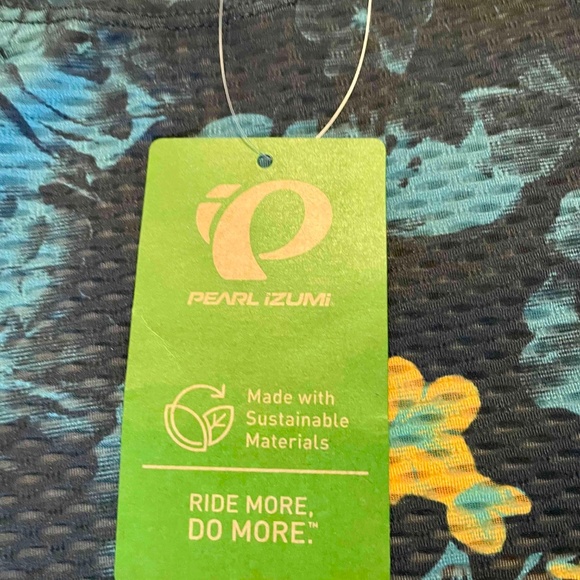 PEARL iZUMi
Made with
Sustainable
Materials
RIDE MORE,
DO MORE.™